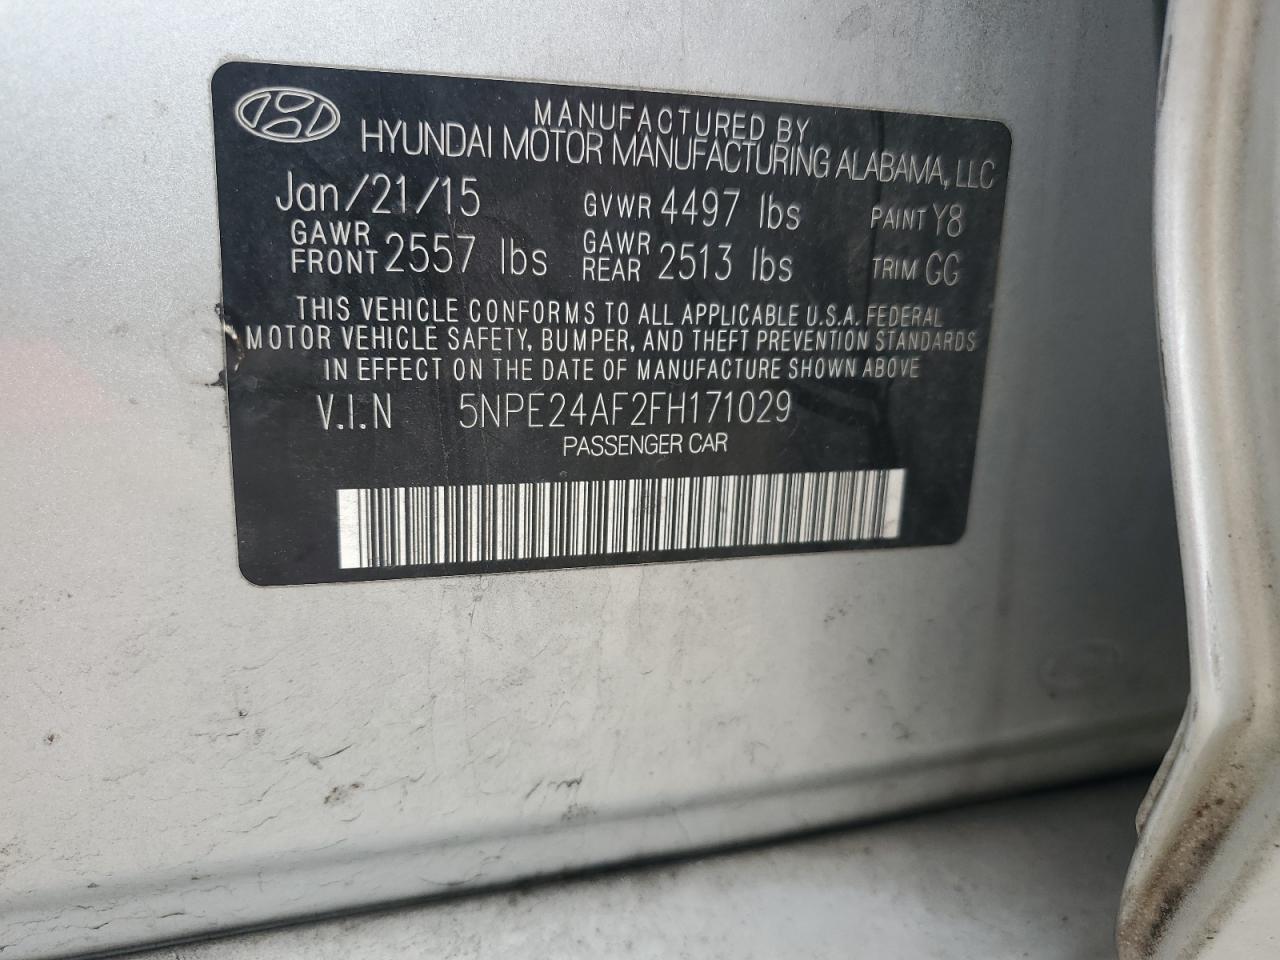 MANUFACTURED BY
HYUNDAI MOTOR MANUFACTURING ALABAMA, LLC
Jan/21/15 GVWR 4497 lbs PAINT Y8
GAWR FRONT 2557 lbs GAWR REAR 2513 lbs TRIM GG
THIS VEHICLE CONFORMS TO ALL APPLICABLE U.S.A. FEDERAL
MOTOR VEHICLE SAFETY, BUMPER, AND THEFT PREVENTION STANDARDS
IN EFFECT ON THE DATE OF MANUFACTURE SHOWN ABOVE
V.I.N 5NPE24AF2FH171029
PASSENGER CAR